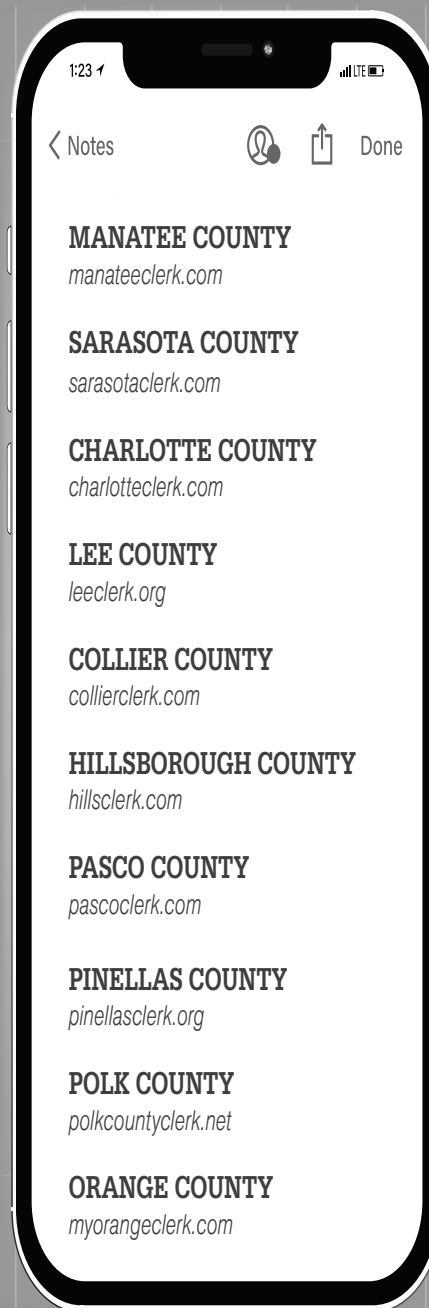 1:23
LTE
Notes
Done
MANATEE COUNTY
manateeclerk.com
SARASOTA COUNTY
sarasotaclerk.com
CHARLOTTE COUNTY
charlotteclerk.com
LEE COUNTY
leeclerk.org
COLLIER COUNTY
collierclerk.com
HILLSBOROUGH COUNTY
hillsclerk.com
PASCO COUNTY
pascoclerk.com
PINELLAS COUNTY
pinellasclerk.org
POLK COUNTY
polkcountyclerk.net
ORANGE COUNTY
myorangeclerk.com